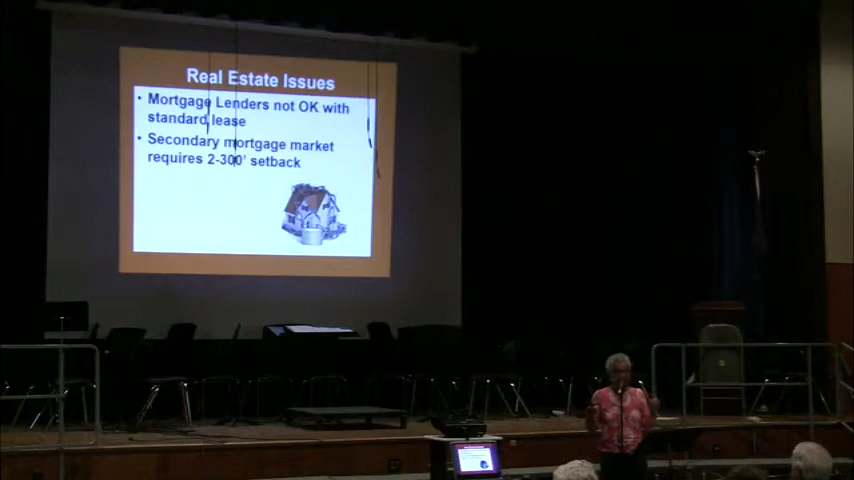 Real Estate Issues
• Mortgage Lenders not OK with
standard lease
• Secondary mortgage market
requires 2-300' setback